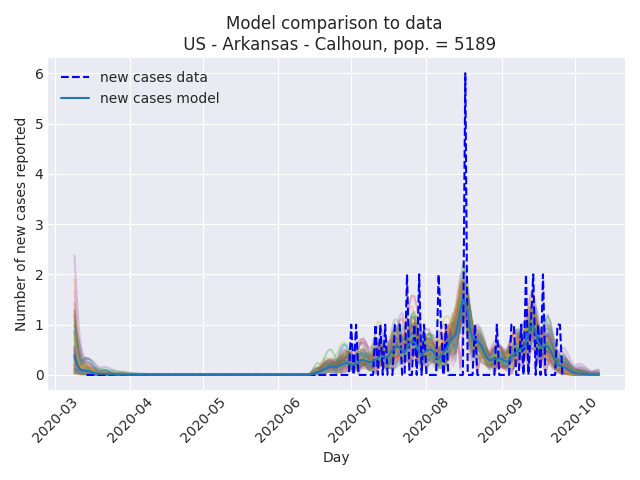 Model comparison to data
US - Arkansas - Calhoun, pop. = 5189
new cases data
new cases model
Number of new cases reported
6
5
4
3
2
1
0
2020-03
2020-04
2020-05
2020-06
2020-07
2020-08
2020-09
2020-10
Day